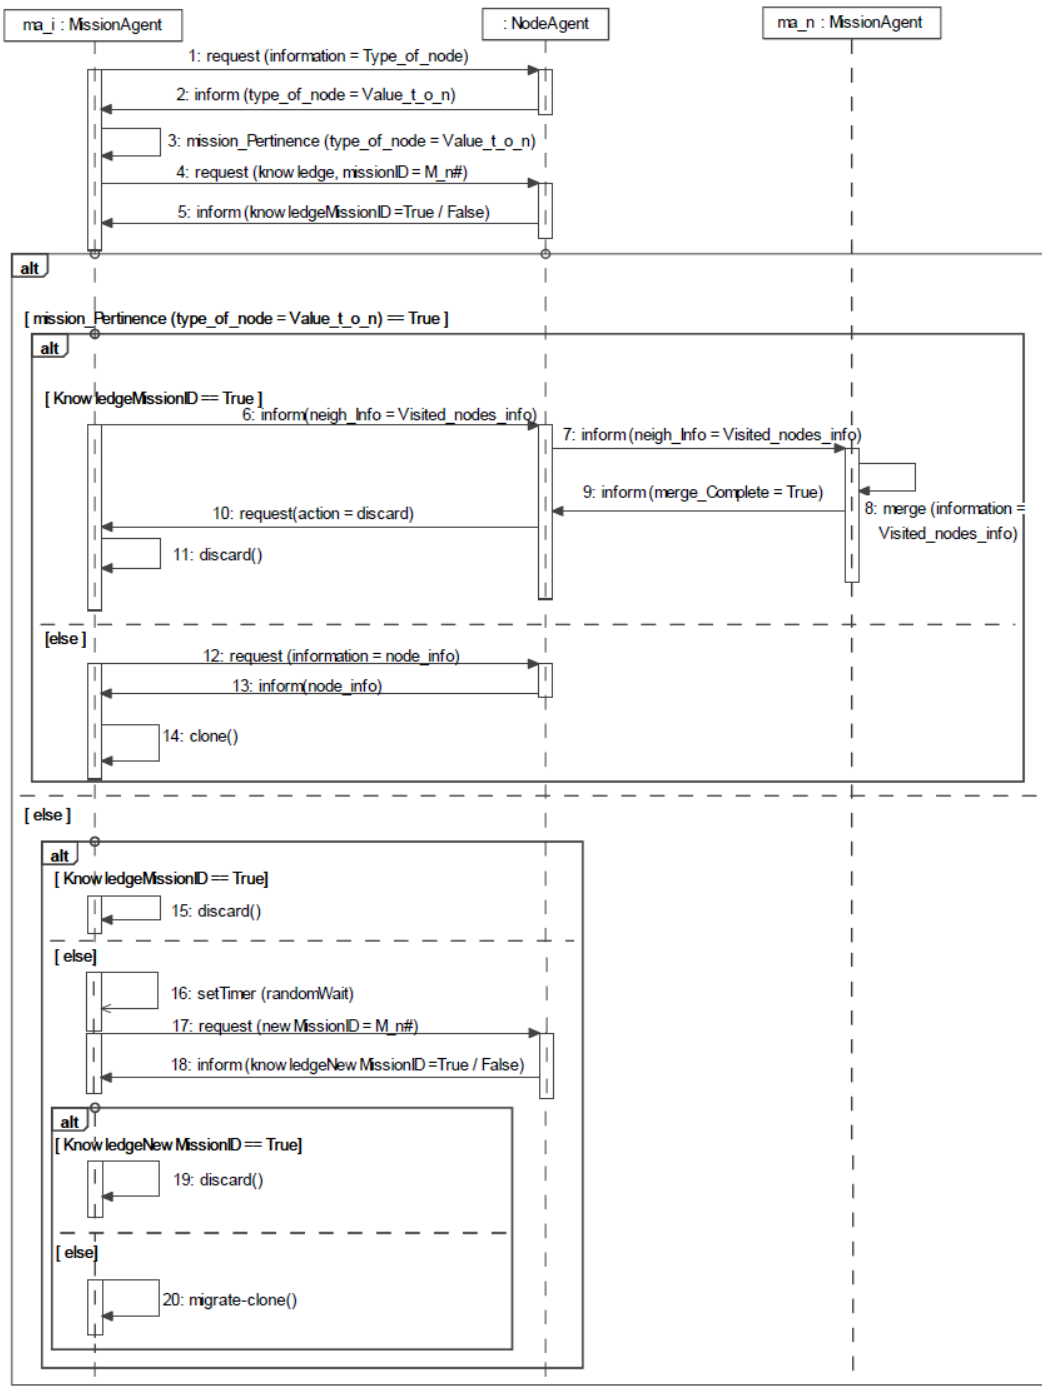 ma_i : MissionAgent
: NodeAgent
ma_n : MissionAgent
1: request (information = Type_of_node)
2: inform (type_of_node = Value_t_o_n)
3: mission_Pertinence (type_of_node = Value_t_o_n)
4: request (knowledge, missionID = M_n#)
5: inform (knowledgeMissionID =True / False)
alt
[ mission_Pertinence (type_of_node = Value_t_o_n) == True ]
alt
[ KnowledgeMissionID == True ]
6: inform(neigh_Info = Visited_nodes_info)
7: inform (neigh_Info = Visited_nodes_info)
9: inform (merge_Complete = True)
8: merge (information =
Visited_nodes_info)
10: request(action = discard)
11: discard()
[else ]
12: request (information = node_info)
13: inform(node_info)
14: clone()
[ else ]
alt
[ KnowledgeMissionID == True]
15: discard()
[ else]
16: setTimer (randomWait)
17: request (new MissionID = M_n#)
18: inform (knowledgeNew MissionID =True / False)
alt
[ KnowledgeNew MissionID == True]
19: discard()
[ else]
20: migrate-clone()